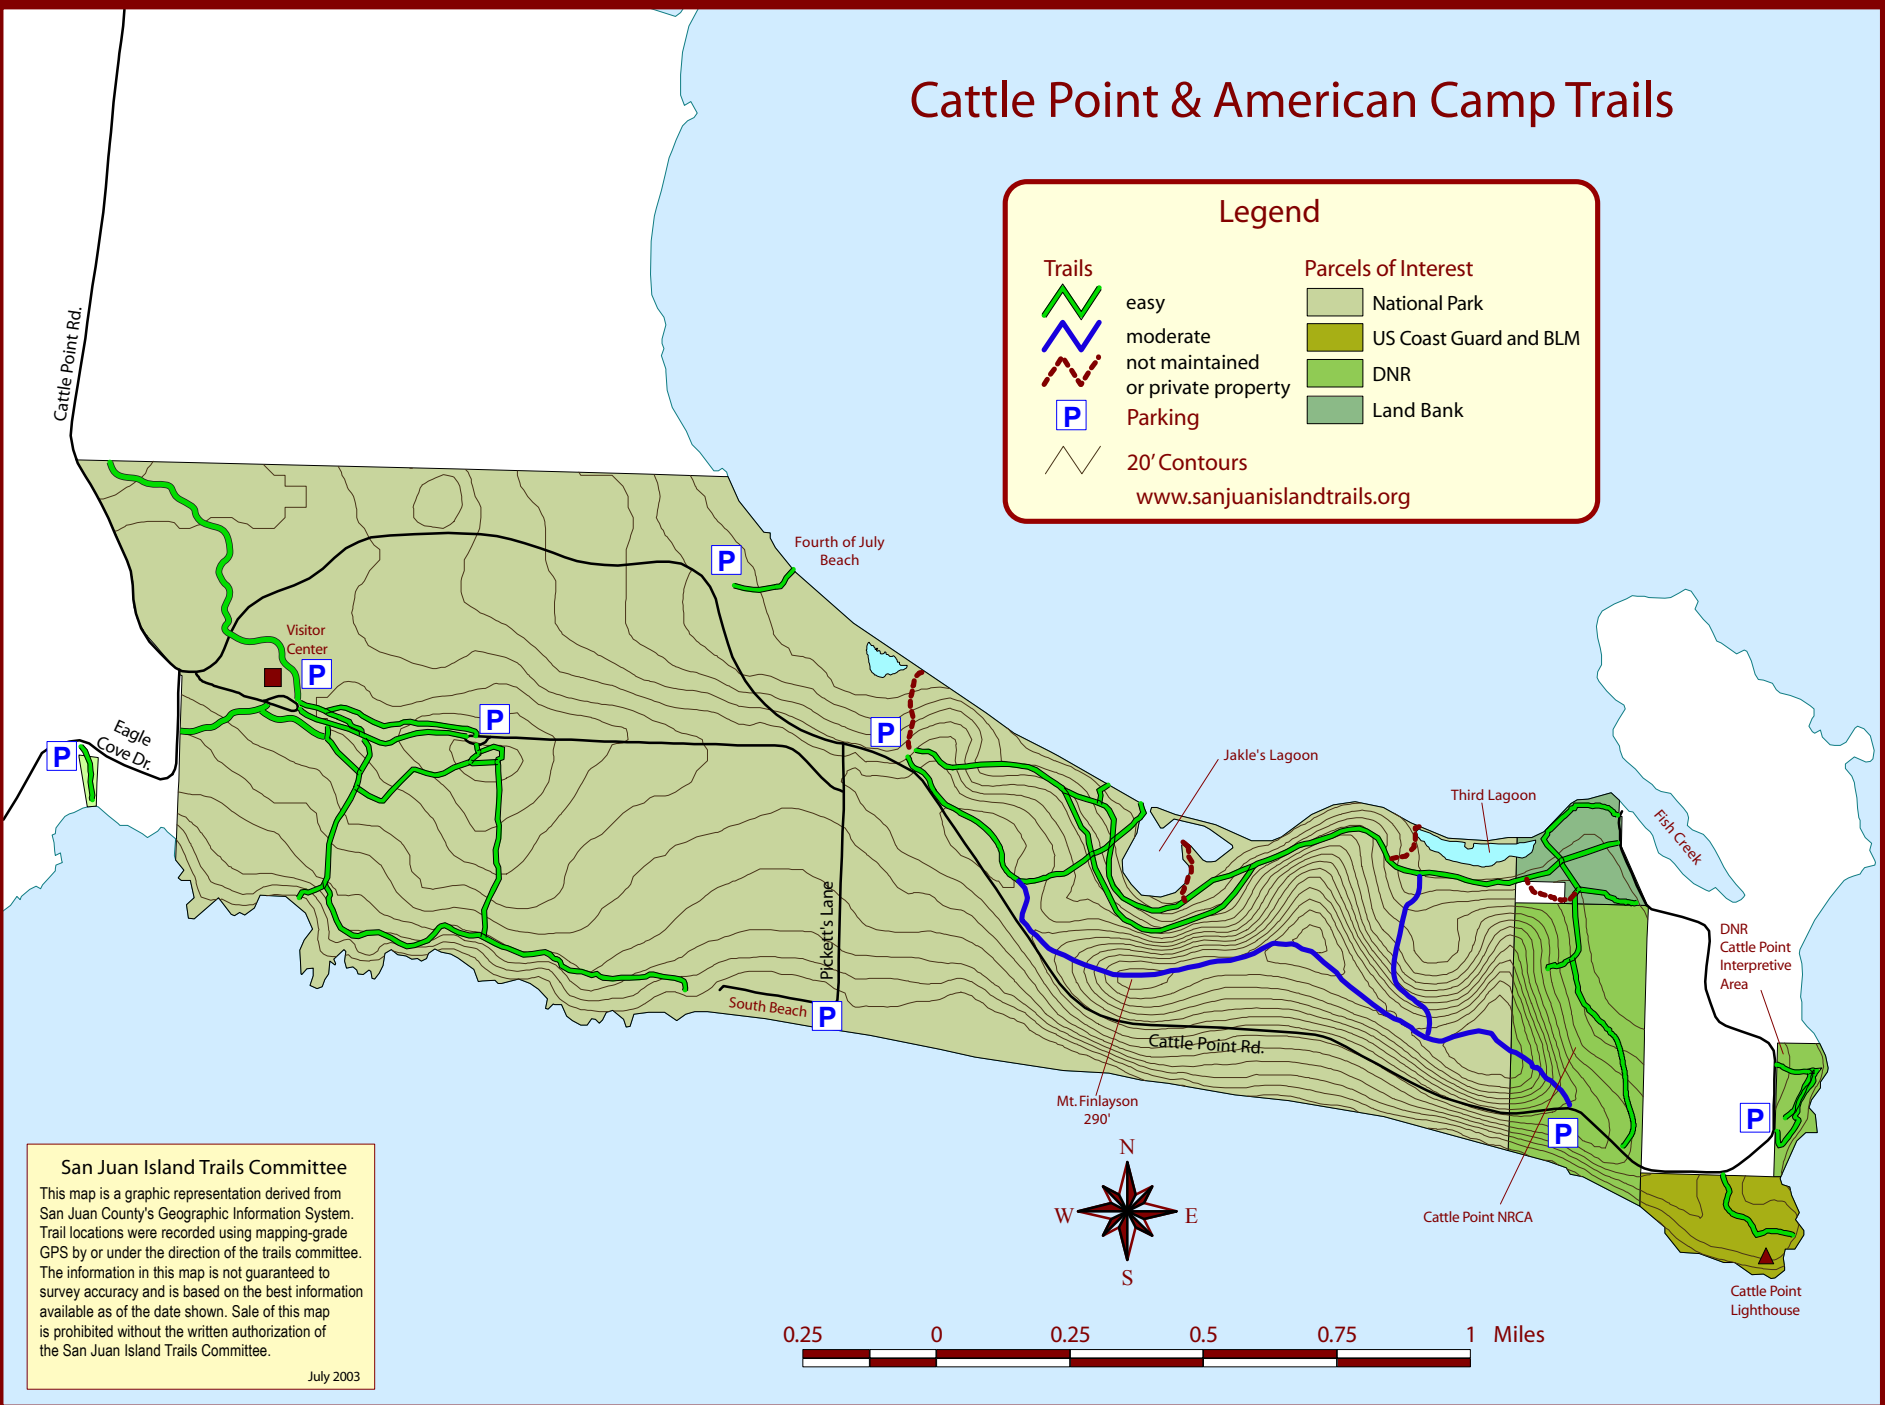 Cattle Point & American Camp Trails
Legend
Trails
easy
moderate
not maintained
or private property
P
Parking
20' Contours
Parcels of Interest
National Park
US Coast Guard and BLM
DNR
Land Bank
www.sanjuanislandtrails.org
Cattle Point Rd.
P
Fourth of July
Beach
Visitor
Center
P
P
Eagle
Cove Dr.
P
P
Jakle's Lagoon
Third Lagoon
Fish Creek
Pickett's Lane
South Beach
P
DNR
Cattle Point
Interpretive
Area
Cattle Point Rd.
Mt. Finlayson
290'
P
P
Cattle Point NRCA
Cattle Point
Lighthouse
N
W
E
S
San Juan Island Trails Committee
This map is a graphic representation derived from
San Juan County's Geographic Information System.
Trail locations were recorded using mapping-grade
GPS by or under the direction of the trails committee.
The information in this map is not guaranteed to
survey accuracy and is based on the best information
available as of the date shown. Sale of this map
is prohibited without the written authorization of
the San Juan Island Trails Committee.
July 2003
0.25 0 0.25 0.5 0.75 1 Miles